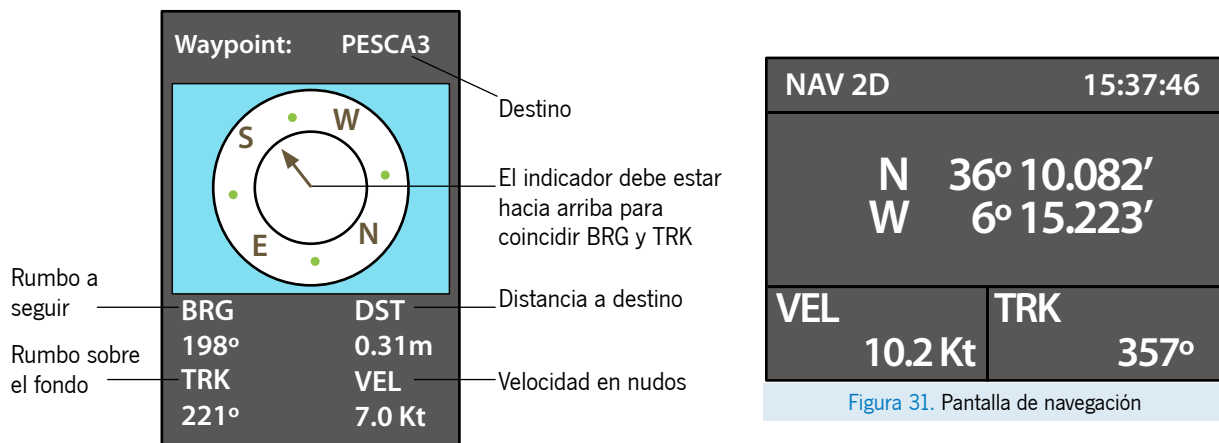 Waypoint: PESCA3
Destino
S
W
E
N
El indicador debe estar
hacia arriba para
coincidir BRG y TRK
Rumbo a
seguir
BRG
198º
DST
0.31m
Distancia a destino
Rumbo sobre
el fondo
TRK
221º
VEL
7.0 Kt
Velocidad en nudos
NAV 2D 15:37:46
N 36º 10.082′
W 6º 15.223′
VEL
10.2 Kt
TRK
357º
Figura 31. Pantalla de navegación